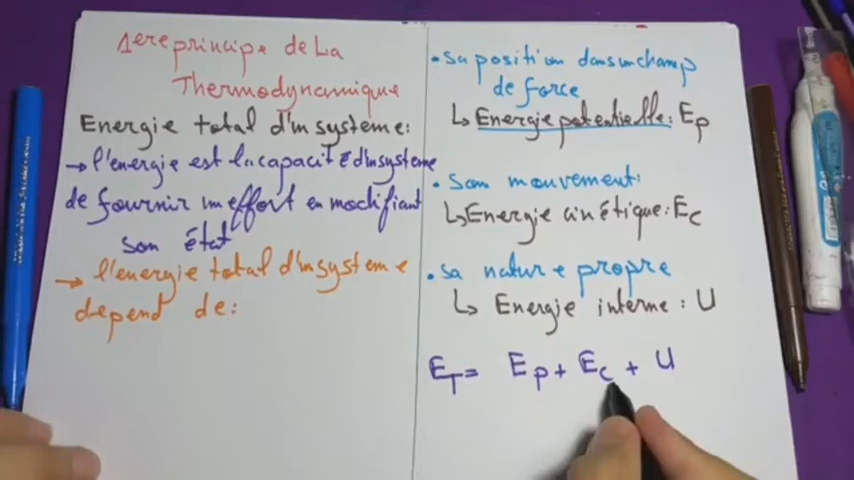 1ere principe de La
Thermodynamique
Energie total d'un systeme:
→ l'energie est la capacité d'un systeme
de fournir un effort en modifiant
son état
→ l'energie total d'un systeme
depend de:
• sa position dans un champ
de force
↳ Energie potentielle: Ep
• son mouvement:
↳ Energie cinétique: Ec
• sa nature propre
↳ Energie interne: U
ET = Ep + Ec + U